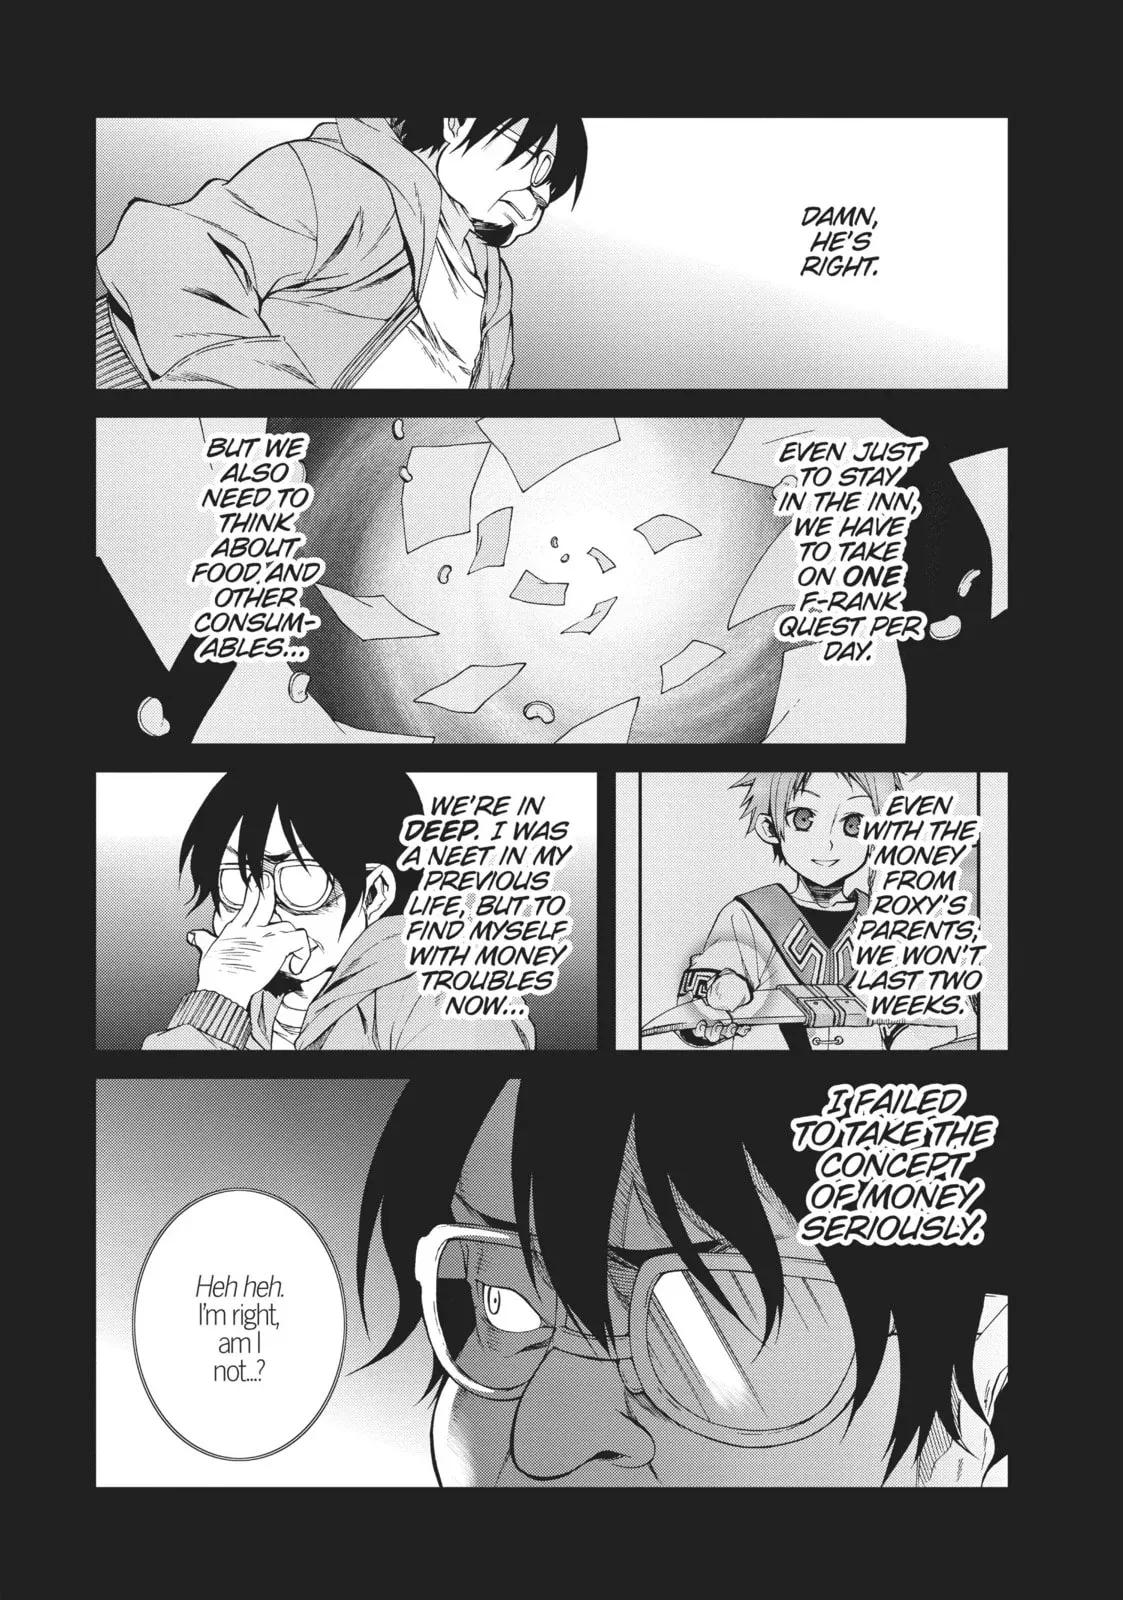 DAMN,
HE'S
RIGHT.
EVEN JUST
TO STAY
IN THE INN,
WE HAVE
TO TAKE
ON ONE
F-RANK
QUEST PER
DAY.
BUT WE
ALSO
NEED TO
THINK
ABOUT
FOOD AND
OTHER
CONSUM-
ABLES...
EVEN
WITH THE
MONEY
FROM
ROXY'S
PARENTS,
WE WON'T
LAST TWO
WEEKS.
WE'RE IN
DEEP. I WAS
A NEET IN MY
PREVIOUS
LIFE, BUT TO
FIND MYSELF
WITH MONEY
TROUBLES
NOW...
I FAILED
TO TAKE THE
CONCEPT
OF MONEY
SERIOUSLY.
Heh heh.
I'm right,
am I
not...?